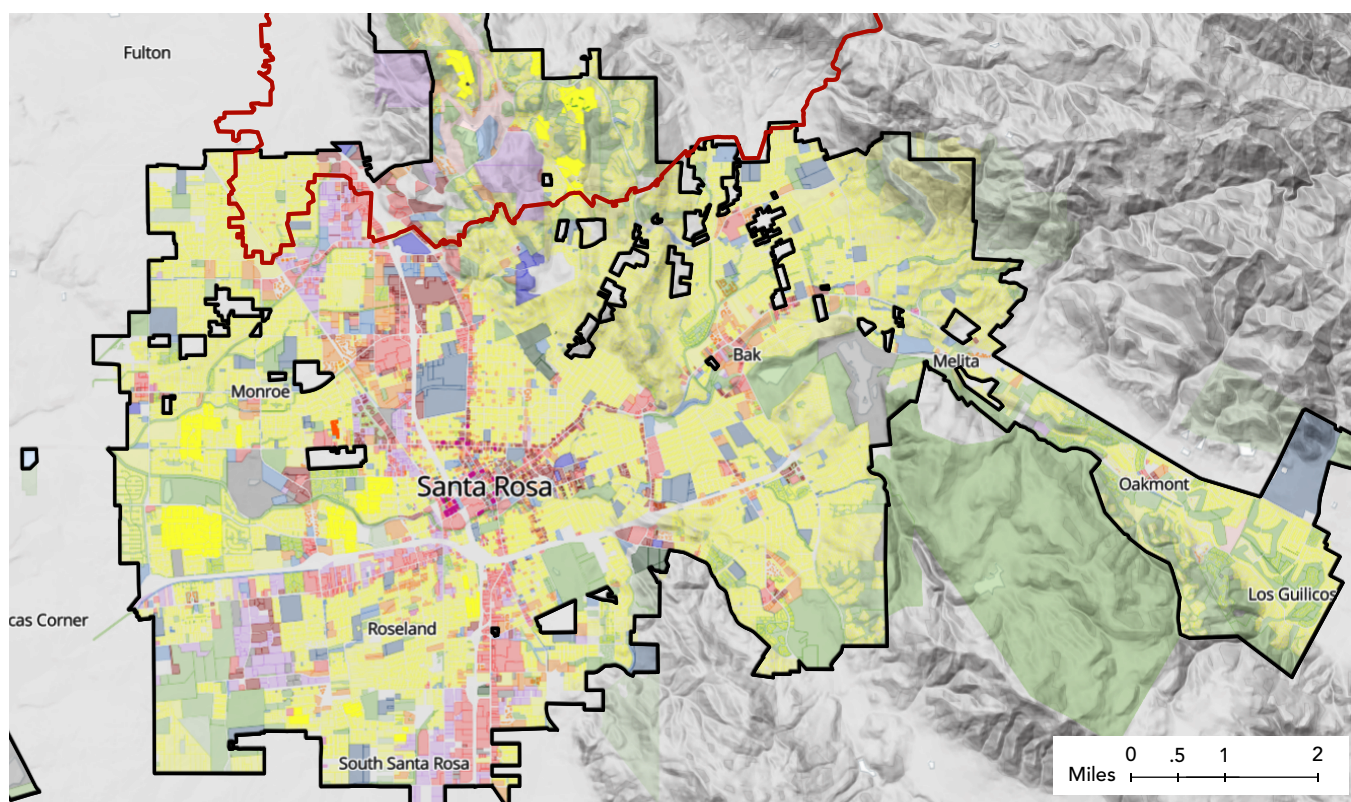 Fulton
Bak
Melita
Monroe
Santa Rosa
Oakmont
Los Guilicos
cas Corner
Roseland
South Santa Rosa
0 .5 1 2
Miles